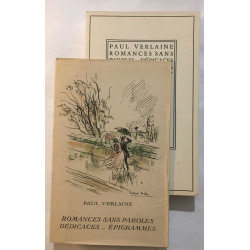 PAUL VERLAINE
ROMANCES SANS
PAROLES DÉDICACES
PAUL VERLAINE
ROMANCES SANS PAROLES
DÉDICACES - ÉPIGRAMMES